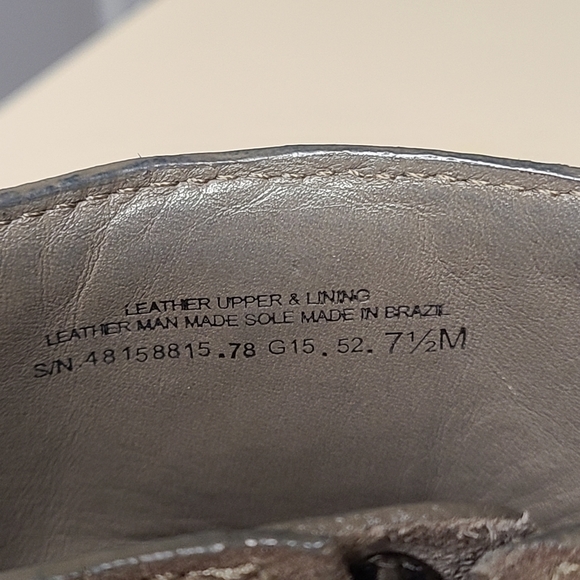 LEATHER UPPER & LINING
LEATHER MAN MADE SOLE MADE IN BRAZIL
S/N.48158815.78 G15.52. 7½M